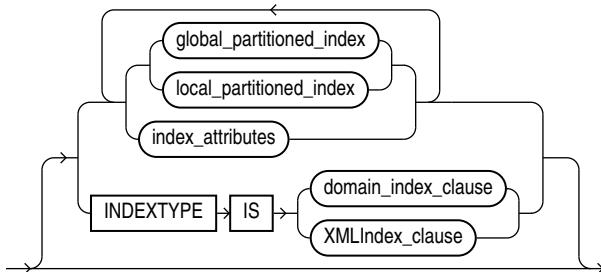 global_partitioned_index
local_partitioned_index
index_attributes
INDEXTYPE IS domain_index_clause
XMLIndex_clause